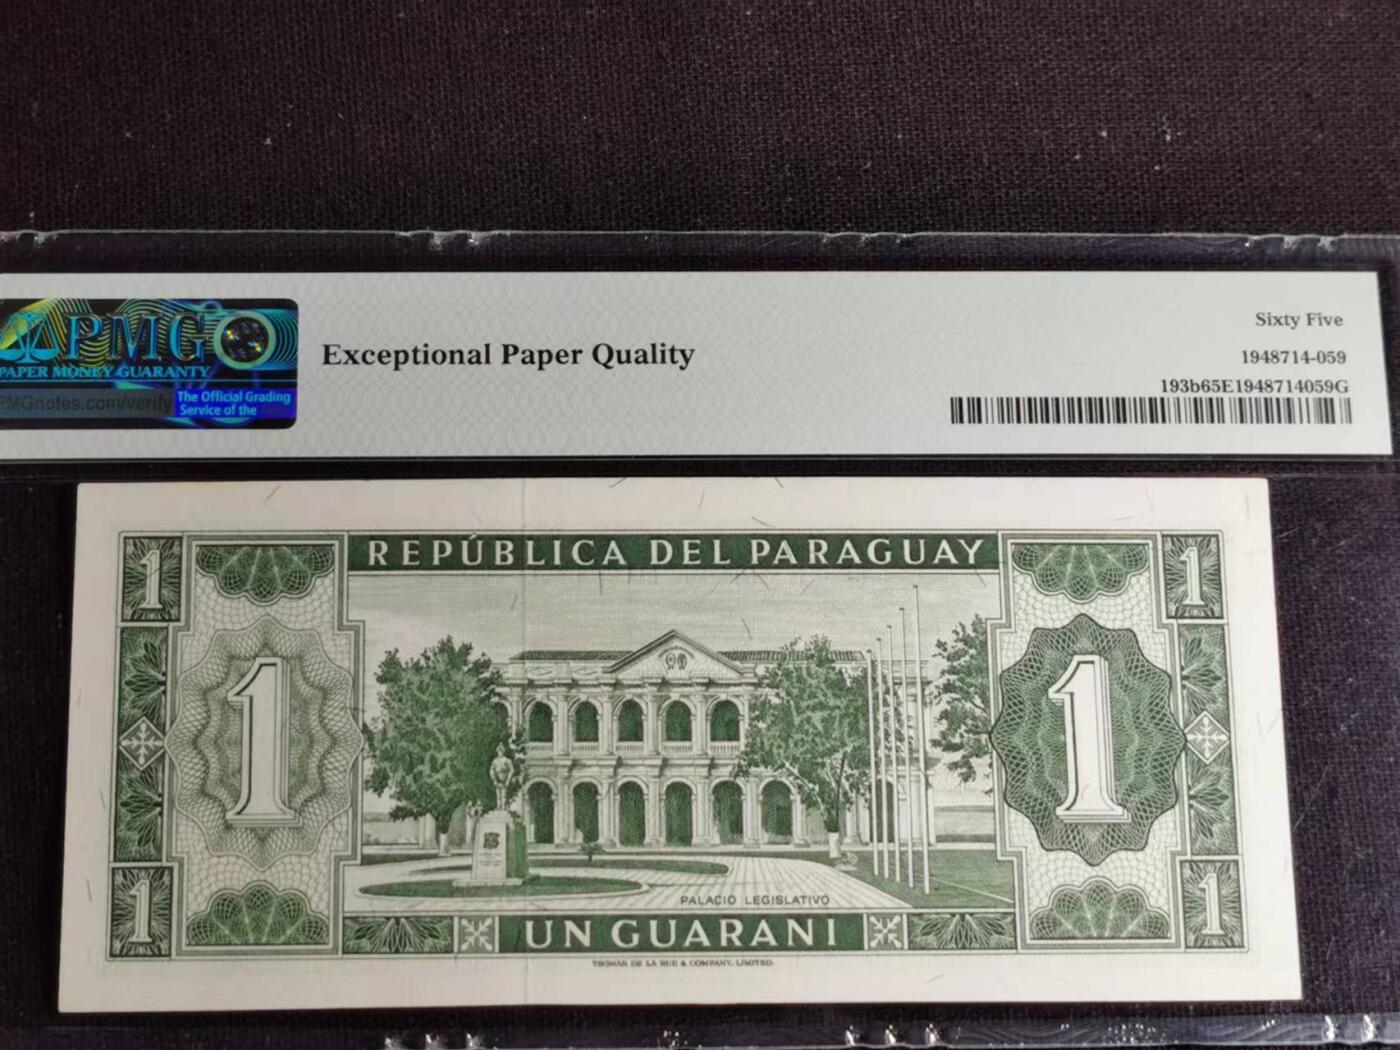 PMG
PAPER MONEY GUARANTY
PMGnotes.com/verify
The Official Grading
Service of the
Exceptional Paper Quality
Sixty Five
1948714-059
193b65E1948714059G
1
REPÚBLICA DEL PARAGUAY
1
1
1
PALACIO LEGISLATIVO
1
UN GUARANI
1
THOMAS DE LA RUE & COMPANY, LIMITED.